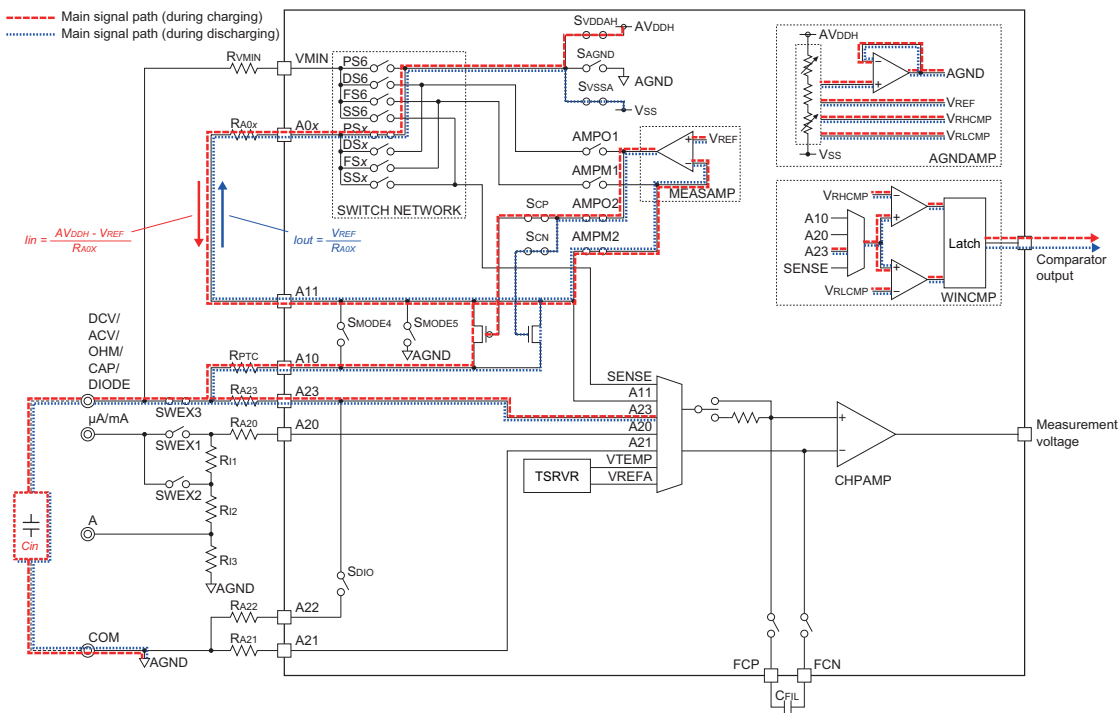 Main signal path (during charging)
Main signal path (during discharging)
RVMIN
VMIN
PS6
DS6
FS6
SS6
RA0x
A0x
PSx
DSx
FSx
SSx
SWITCH NETWORK
SVDDAH
AVDDH
SAGND
AGND
SVSSA
VSS
AMPO1
AMPM1
AMPO2
AMPM2
VREF
MEASAMP
SCP
SCN
AVDDH
AGND
VREF
VRHCMP
VRLCMP
VSS
AGNDAMP
VRHCMP
A10
A20
A23
SENSE
VRLCMP
Latch
WINCMP
Comparator
output
Iin = AVDDH - VREF
RA0X
Iout = VREF
RA0X
A11
SMODE4
SMODE5
AGND
DCV/
ACV/
OHM/
CAP/
DIODE
RPTC
A10
RA23
A23
SWEX3
µA/mA
SWEX1
RA20
A20
RI1
SWEX2
RI2
A
RI3
AGND
Cin
SENSE
A11
A23
A20
A21
VTEMP
VREFA
TSRVR
CHPAMP
Measurement
voltage
SDIO
RA22
A22
COM
RA21
A21
AGND
FCP
FCN
CFIL